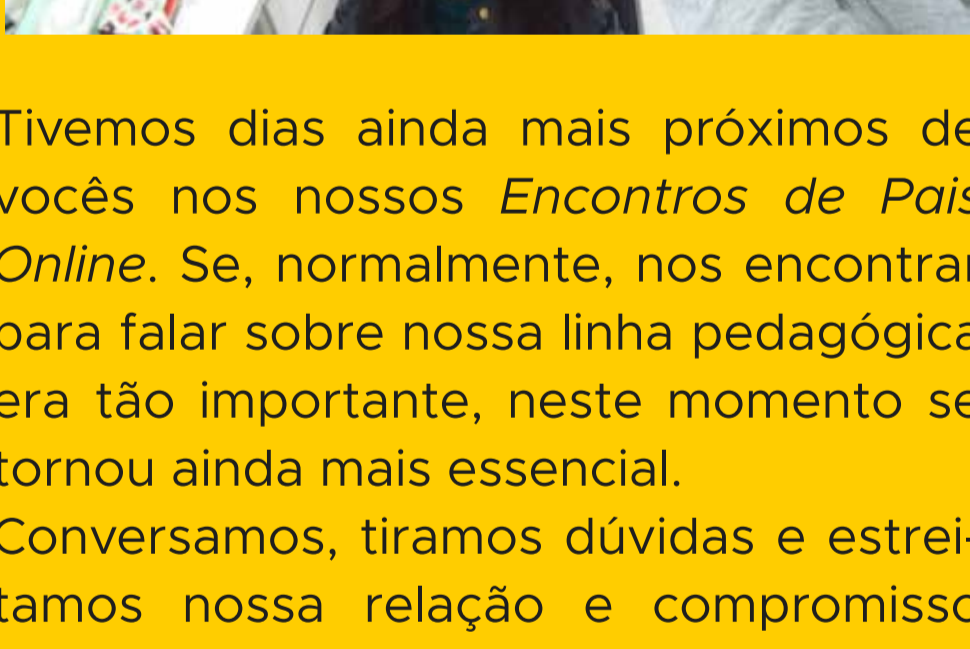 Tivemos dias ainda mais próximos de
vocês nos nossos Encontros de Pais
Online. Se, normalmente, nos encontrar
para falar sobre nossa linha pedagógica
era tão importante, neste momento se
tornou ainda mais essencial.
Conversamos, tiramos dúvidas e estrei-
tamos nossa relação e compromisso